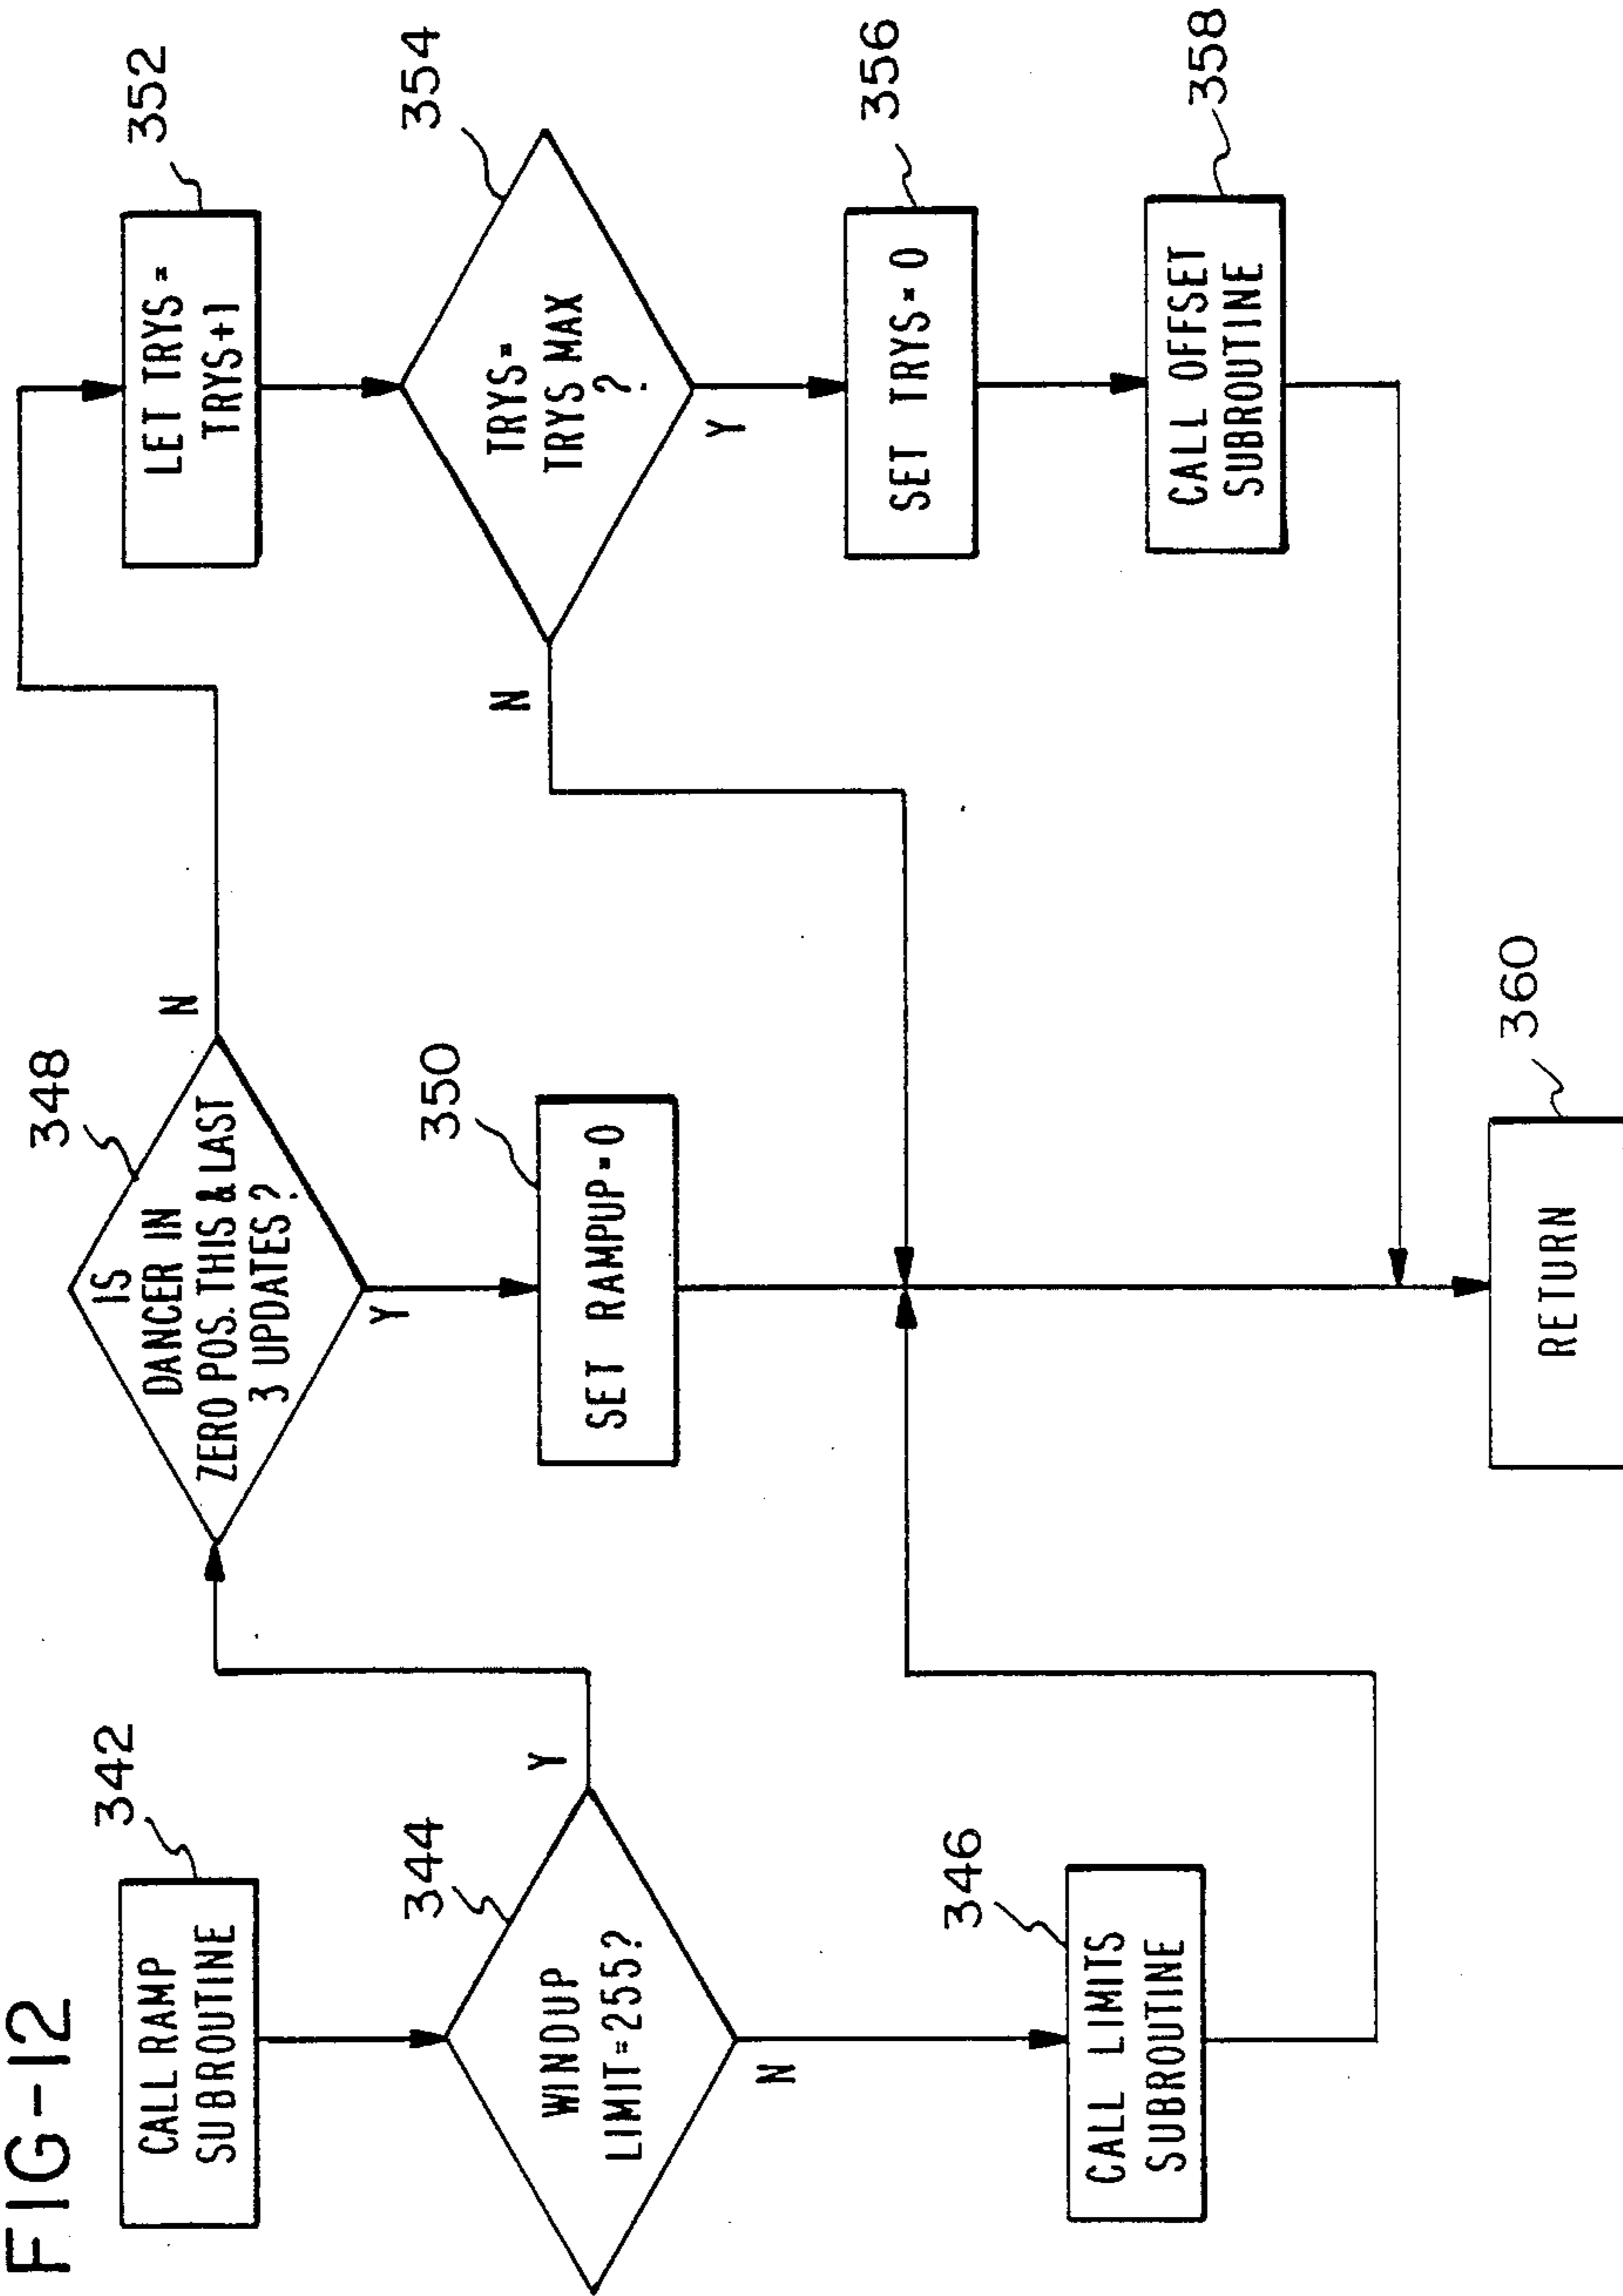 FIG-12
342
CALL RAMP
SUBROUTINE
344
WINDUP
LIMIT=255?
Y
N
346
CALL LIMITS
SUBROUTINE
348
IS
DANCER IN
ZERO POS. THIS & LAST
3 UPDATES ?
N
Y
350
SET RAMPUP=0
352
LET TRYS=
TRYS+1
354
TRYS=
TRYS MAX
?
N
Y
356
SET TRYS=0
358
CALL OFFSET
SUBROUTINE
360
RETURN